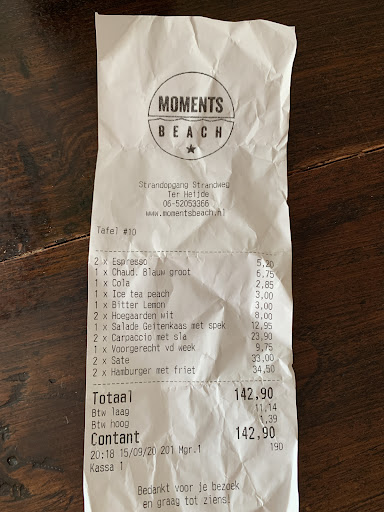 MOMENTS
BEACH
Strandopgang Strandweg
Ter Heijde
06-52053366
www.momentsbeach.nl
Tafel #10
2 x Espresso 5,20
1 x Chaud. Blauw groot 6,75
1 x Cola 2,85
1 x Ice tea peach 3,00
1 x Bitter Lemon 3,00
2 x Hoegaarden wit 8,00
1 x Salade Geitenkaas met spek 12,95
2 x Carpaccio met sla 23,90
1 x Voorgerecht vd week 9,75
2 x Sate 33,00
2 x Hamburger met friet 34,50
Totaal 142,90
Btw laag 11,14
Btw hoog 1,39
Contant 142,90
20:18 15/09/20 201 Mgr.1 190
Kassa 1
Bedankt voor je bezoek
en graag tot ziens!